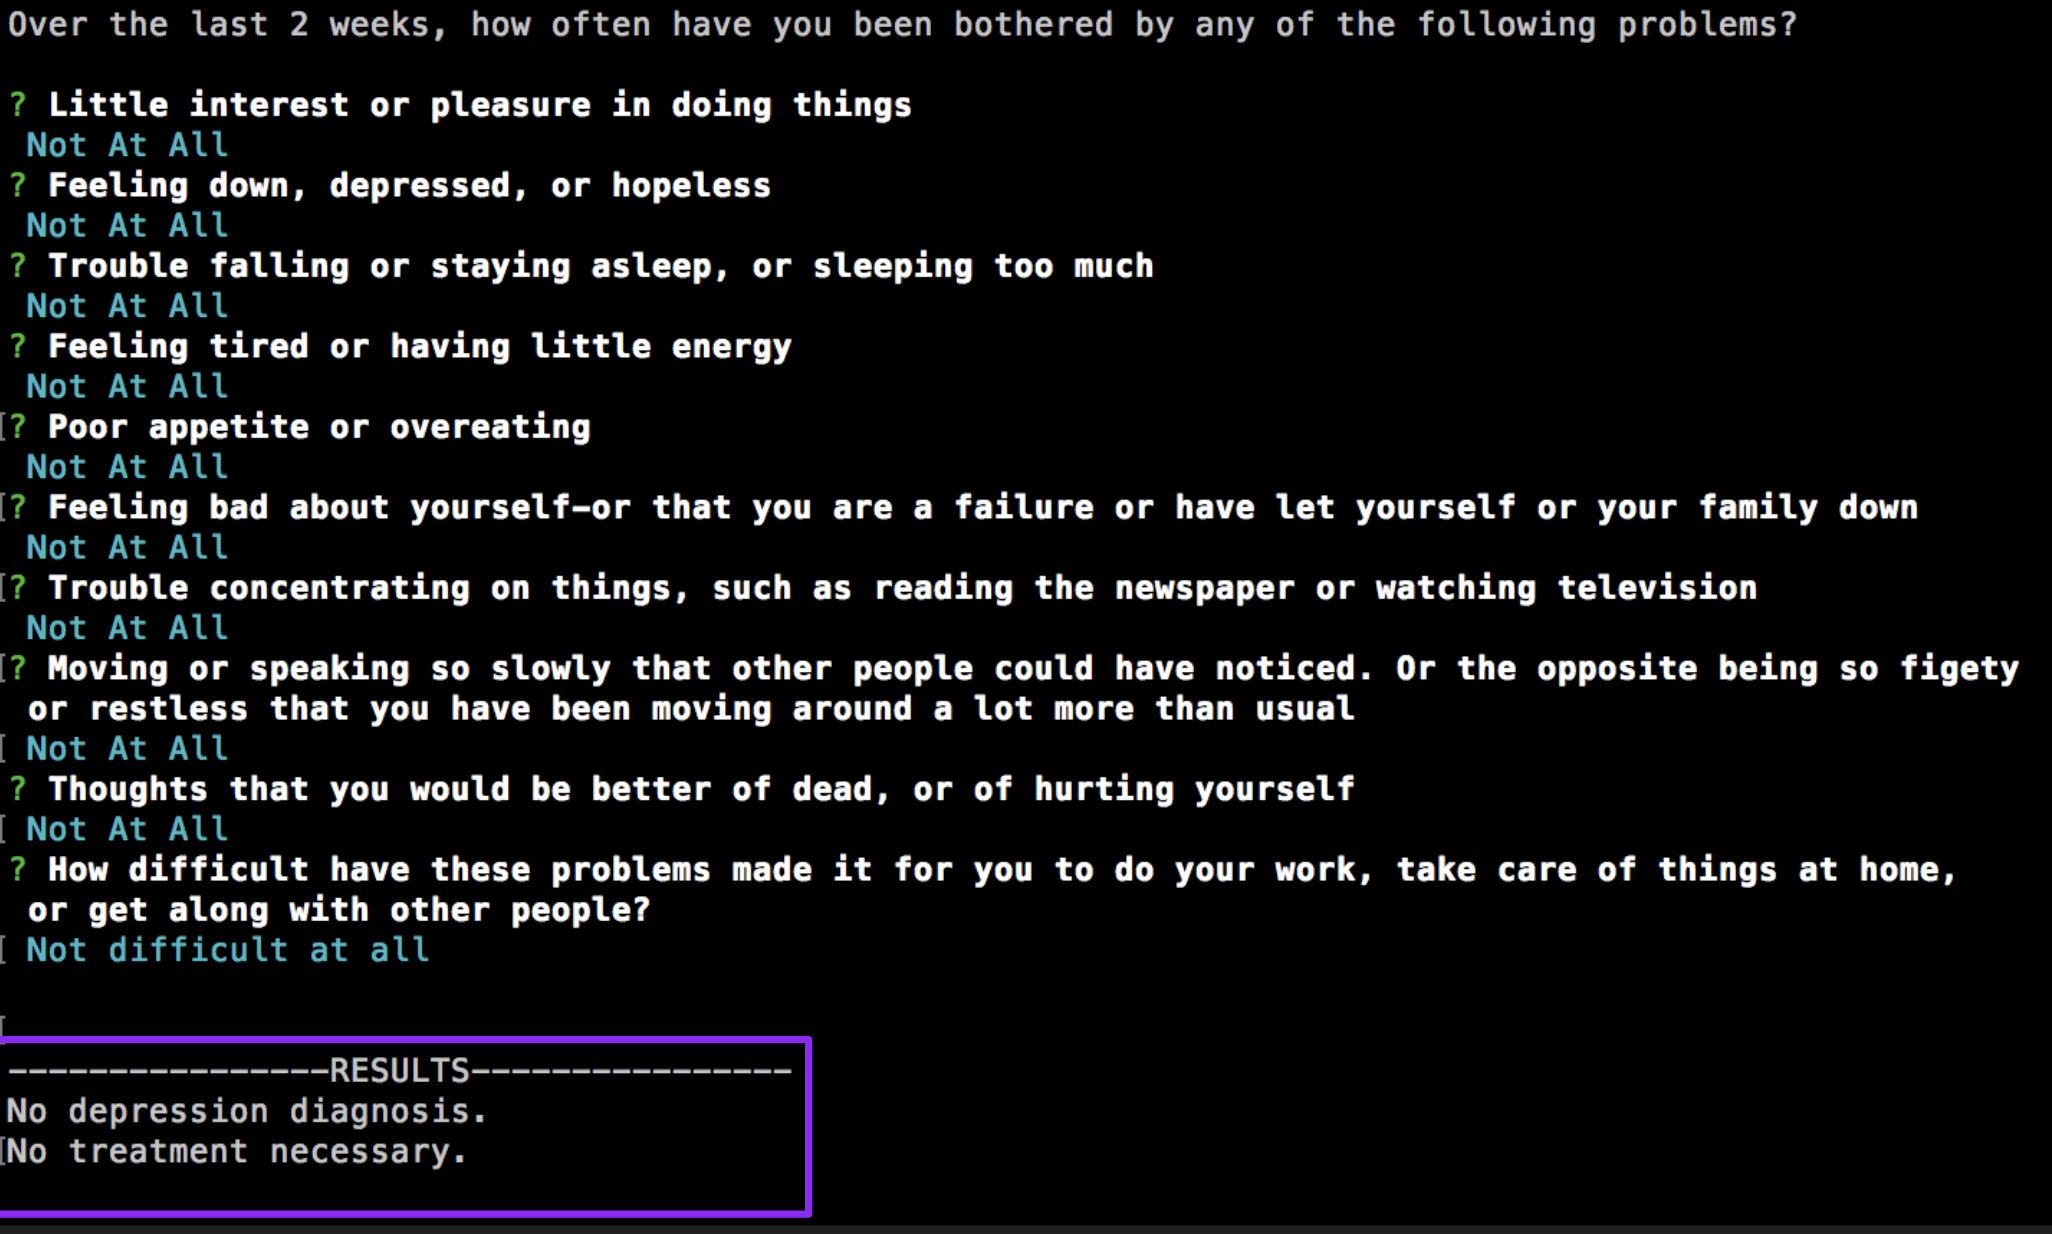 Over the last 2 weeks, how often have you been bothered by any of the following problems?
? Little interest or pleasure in doing things
Not At All
? Feeling down, depressed, or hopeless
Not At All
? Trouble falling or staying asleep, or sleeping too much
Not At All
? Feeling tired or having little energy
Not At All
[? Poor appetite or overeating
Not At All
[? Feeling bad about yourself—or that you are a failure or have let yourself or your family down
Not At All
[? Trouble concentrating on things, such as reading the newspaper or watching television
Not At All
[? Moving or speaking so slowly that other people could have noticed. Or the opposite being so figety
or restless that you have been moving around a lot more than usual
[ Not At All
? Thoughts that you would be better of dead, or of hurting yourself
[ Not At All
? How difficult have these problems made it for you to do your work, take care of things at home,
or get along with other people?
[ Not difficult at all
[
----------------RESULTS----------------
No depression diagnosis.
[No treatment necessary.